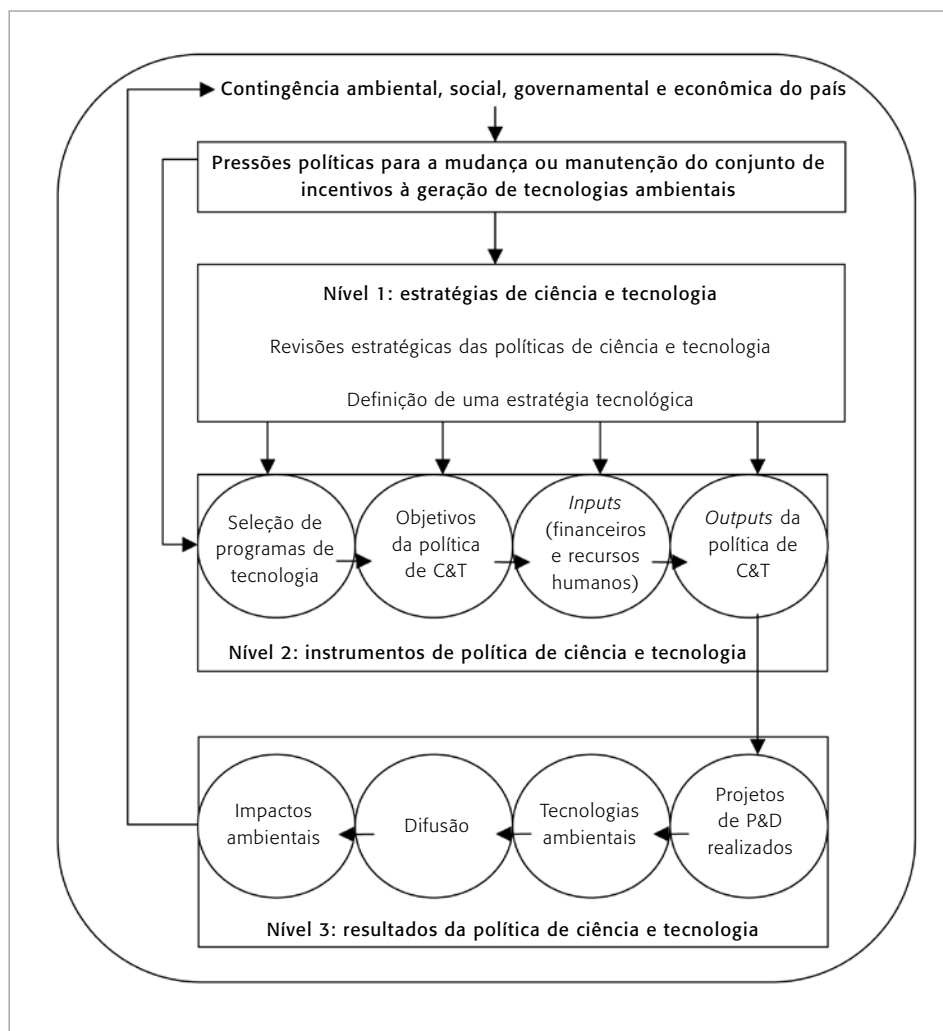 Contingência ambiental, social, governamental e econômica do país
Pressões políticas para a mudança ou manutenção do conjunto de
incentivos à geração de tecnologias ambientais
Nível 1: estratégias de ciência e tecnologia
Revisões estratégicas das políticas de ciência e tecnologia
Definição de uma estratégia tecnológica
Seleção de
programas de
tecnologia
Objetivos
da política
de C&T
Inputs
(financeiros
e recursos
humanos)
Outputs da
política de
C&T
Nível 2: instrumentos de política de ciência e tecnologia
Impactos
ambientais
Difusão
Tecnologias
ambientais
Projetos
de P&D
realizados
Nível 3: resultados da política de ciência e tecnologia